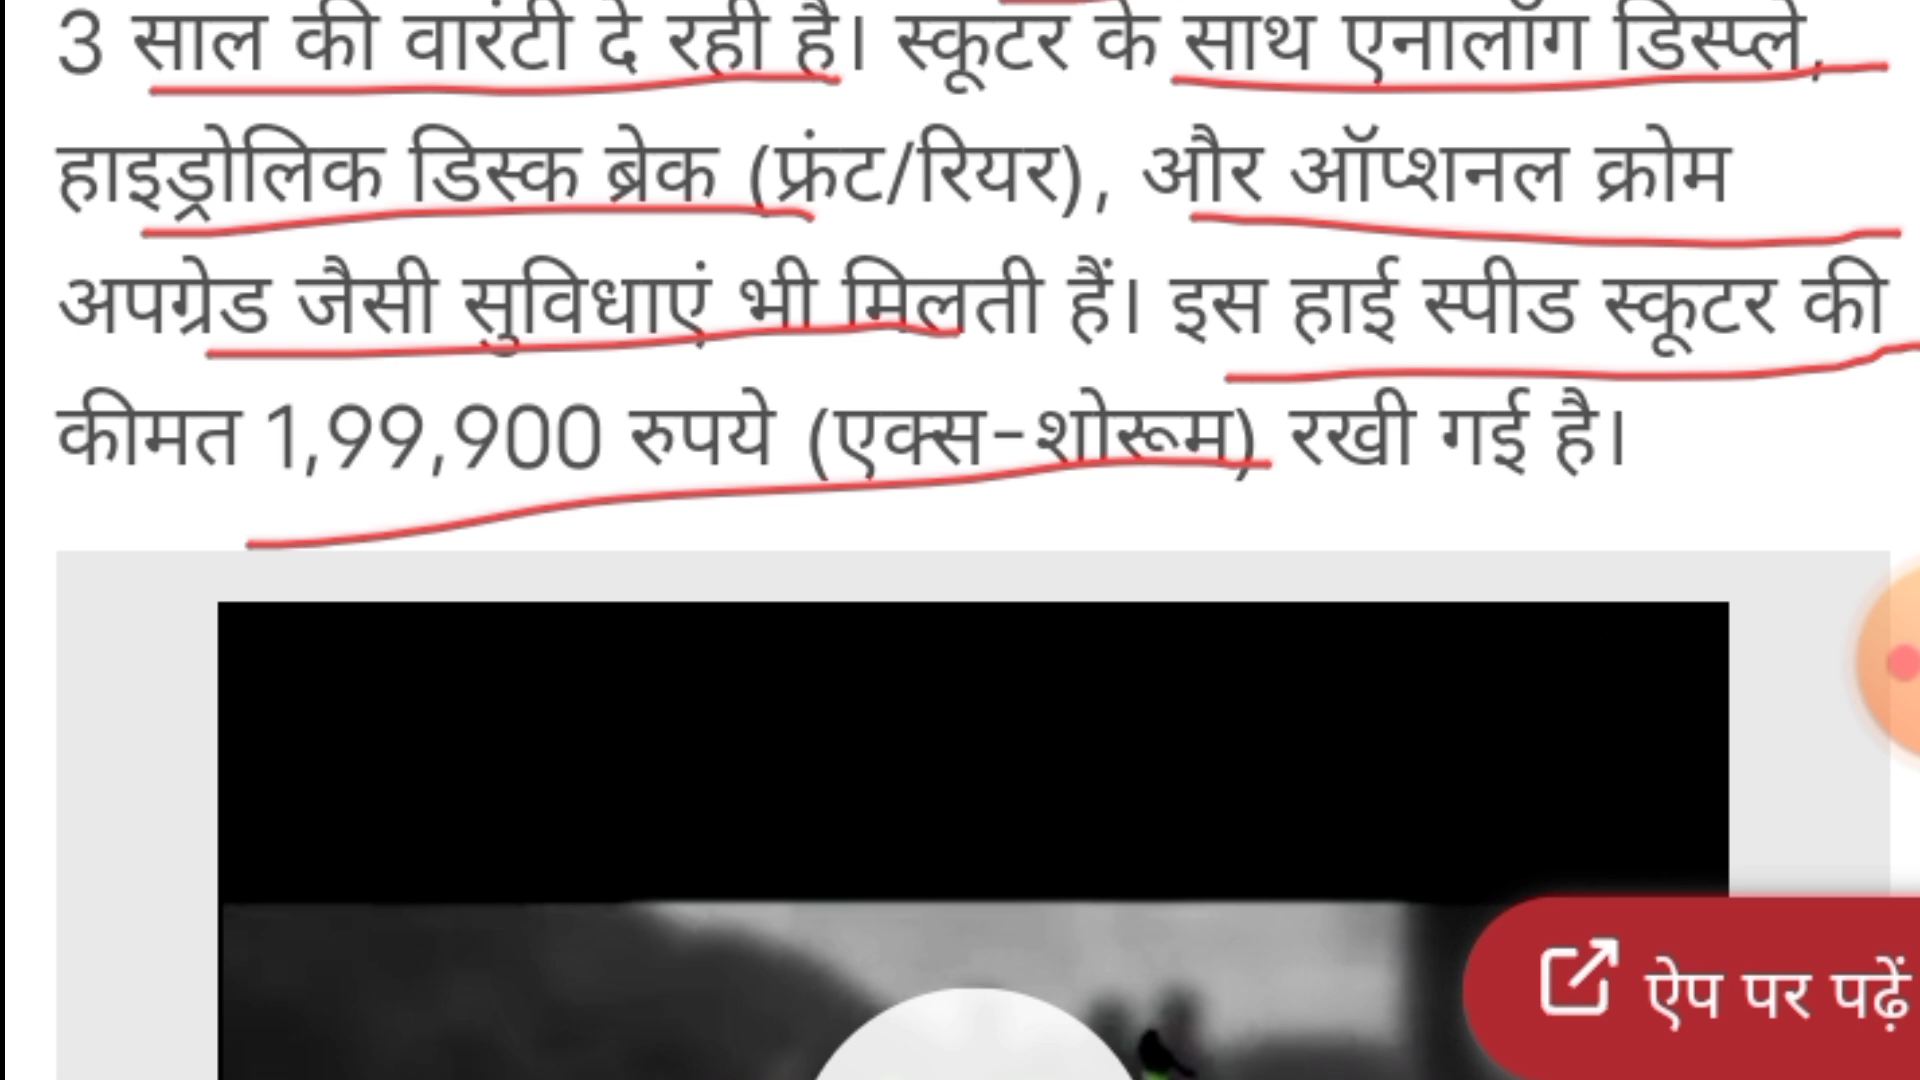 3 साल की वारंटी दे रही है। स्कूटर के साथ एनालॉग डिस्प्ले,
हाइड्रोलिक डिस्क ब्रेक (फ्रंट/रियर), और ऑप्शनल क्रोम
अपग्रेड जैसी सुविधाएं भी मिलती हैं। इस हाई स्पीड स्कूटर की
कीमत 1,99,900 रुपये (एक्स-शोरूम) रखी गई है।
ऐप पर पढ़ें